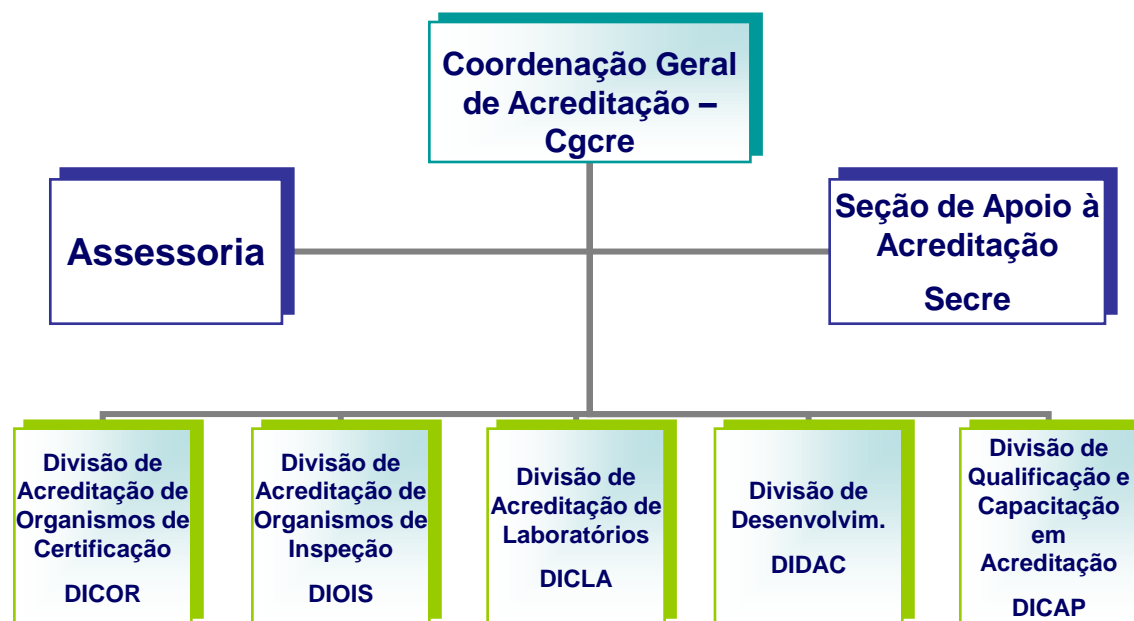 Coordenação Geral
de Acreditação –
Cgcre
Assessoria
Seção de Apoio à
Acreditação
Secre
Divisão de
Acreditação de
Organismos de
Certificação
DICOR
Divisão de
Acreditação de
Organismos de
Inspeção
DIOIS
Divisão de
Acreditação de
Laboratórios
DICLA
Divisão de
Desenvolvim.
DIDAC
Divisão de
Qualificação e
Capacitação
em
Acreditação
DICAP